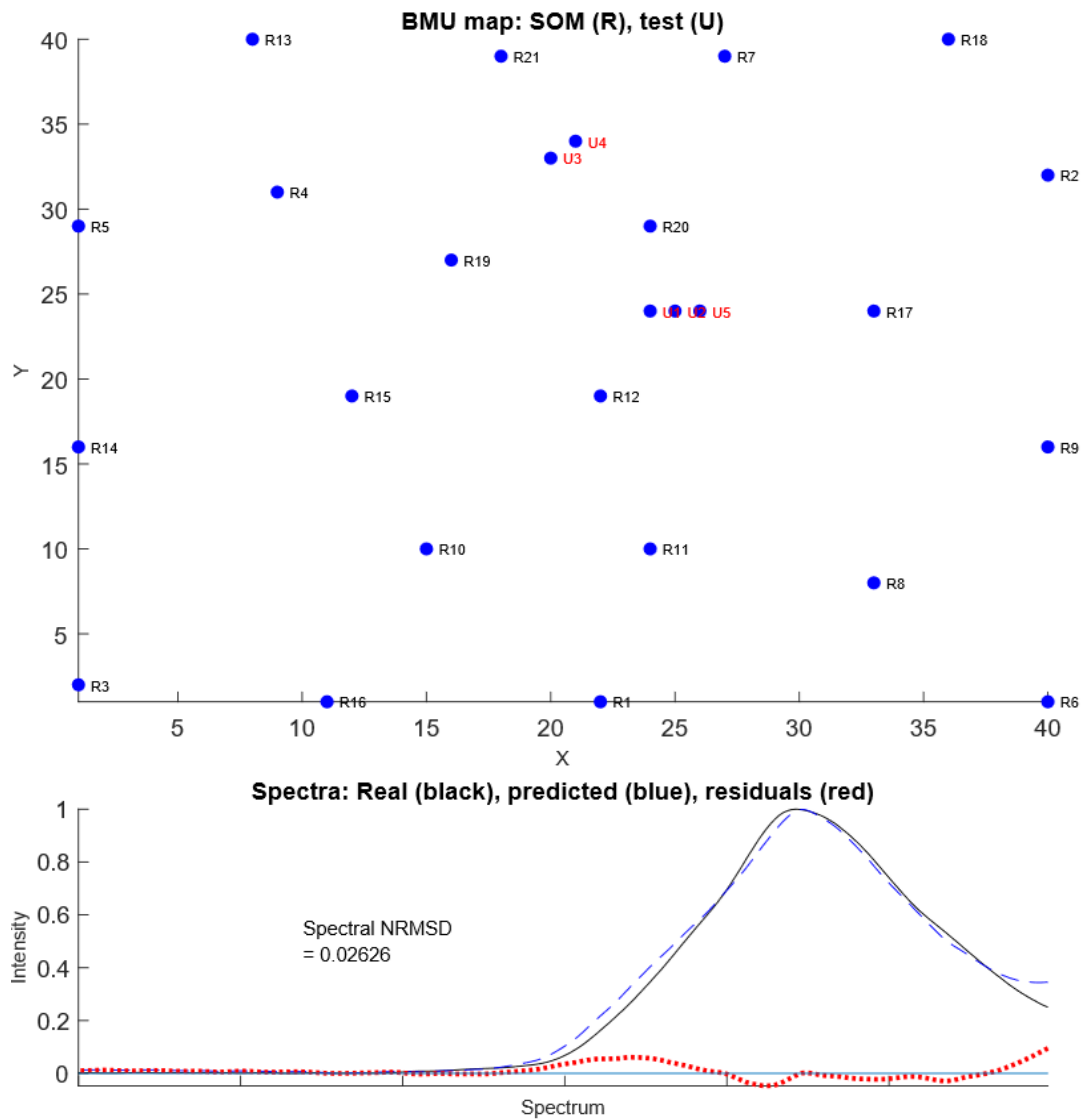 BMU map: SOM (R), test (U)
40
R13
R21
R7
R18
35
U4
U3
R2
R4
30
R5
R20
R19
25
U1
U2
U5
R17
Y
20
R15
R12
R14
15
R9
R10
R11
10
R8
5
R3
R16
R1
R6
5
10
15
20
25
30
35
40
X
Spectra: Real (black), predicted (blue), residuals (red)
1
0.8
0.6
0.4
0.2
0
Intensity
Spectral NRMSD
= 0.02626
Spectrum